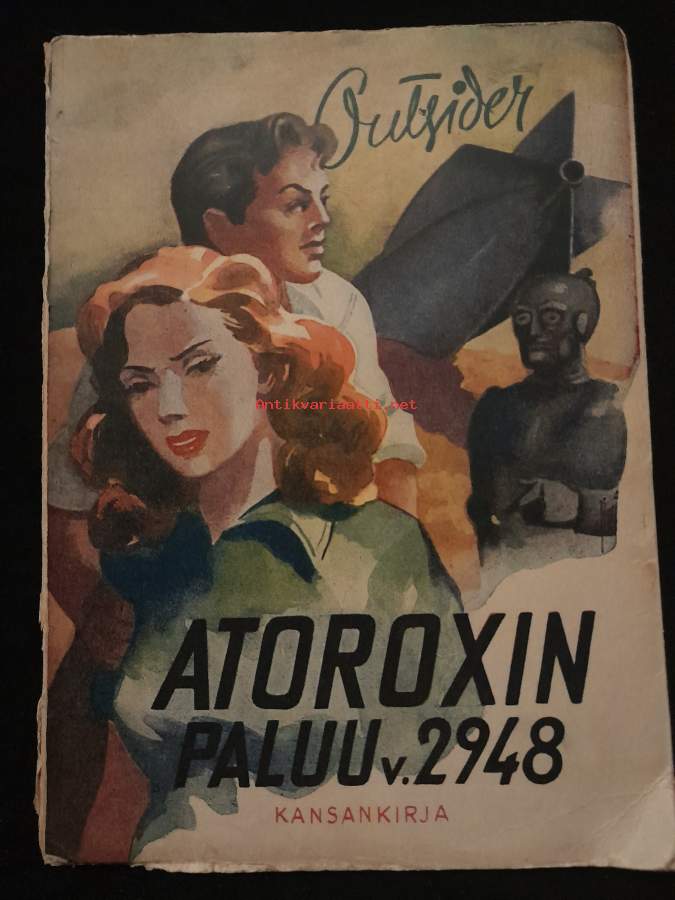 Outsider
Antikvariaatti.net
ATOROXIN
PALUU v. 2948
KANSANKIRJA